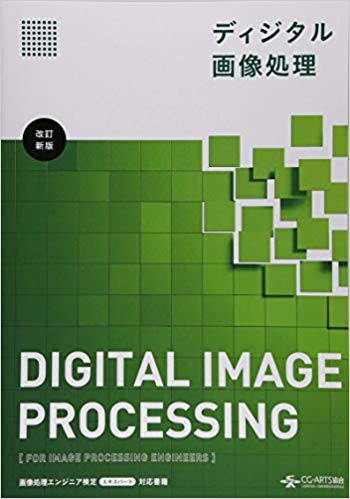 ディジタル
画像処理
改訂
新版
DIGITAL IMAGE
PROCESSING
[ FOR IMAGE PROCESSING ENGINEERS ]
画像処理エンジニア検定 エキスパート 対応書籍
CG-ARTS協会